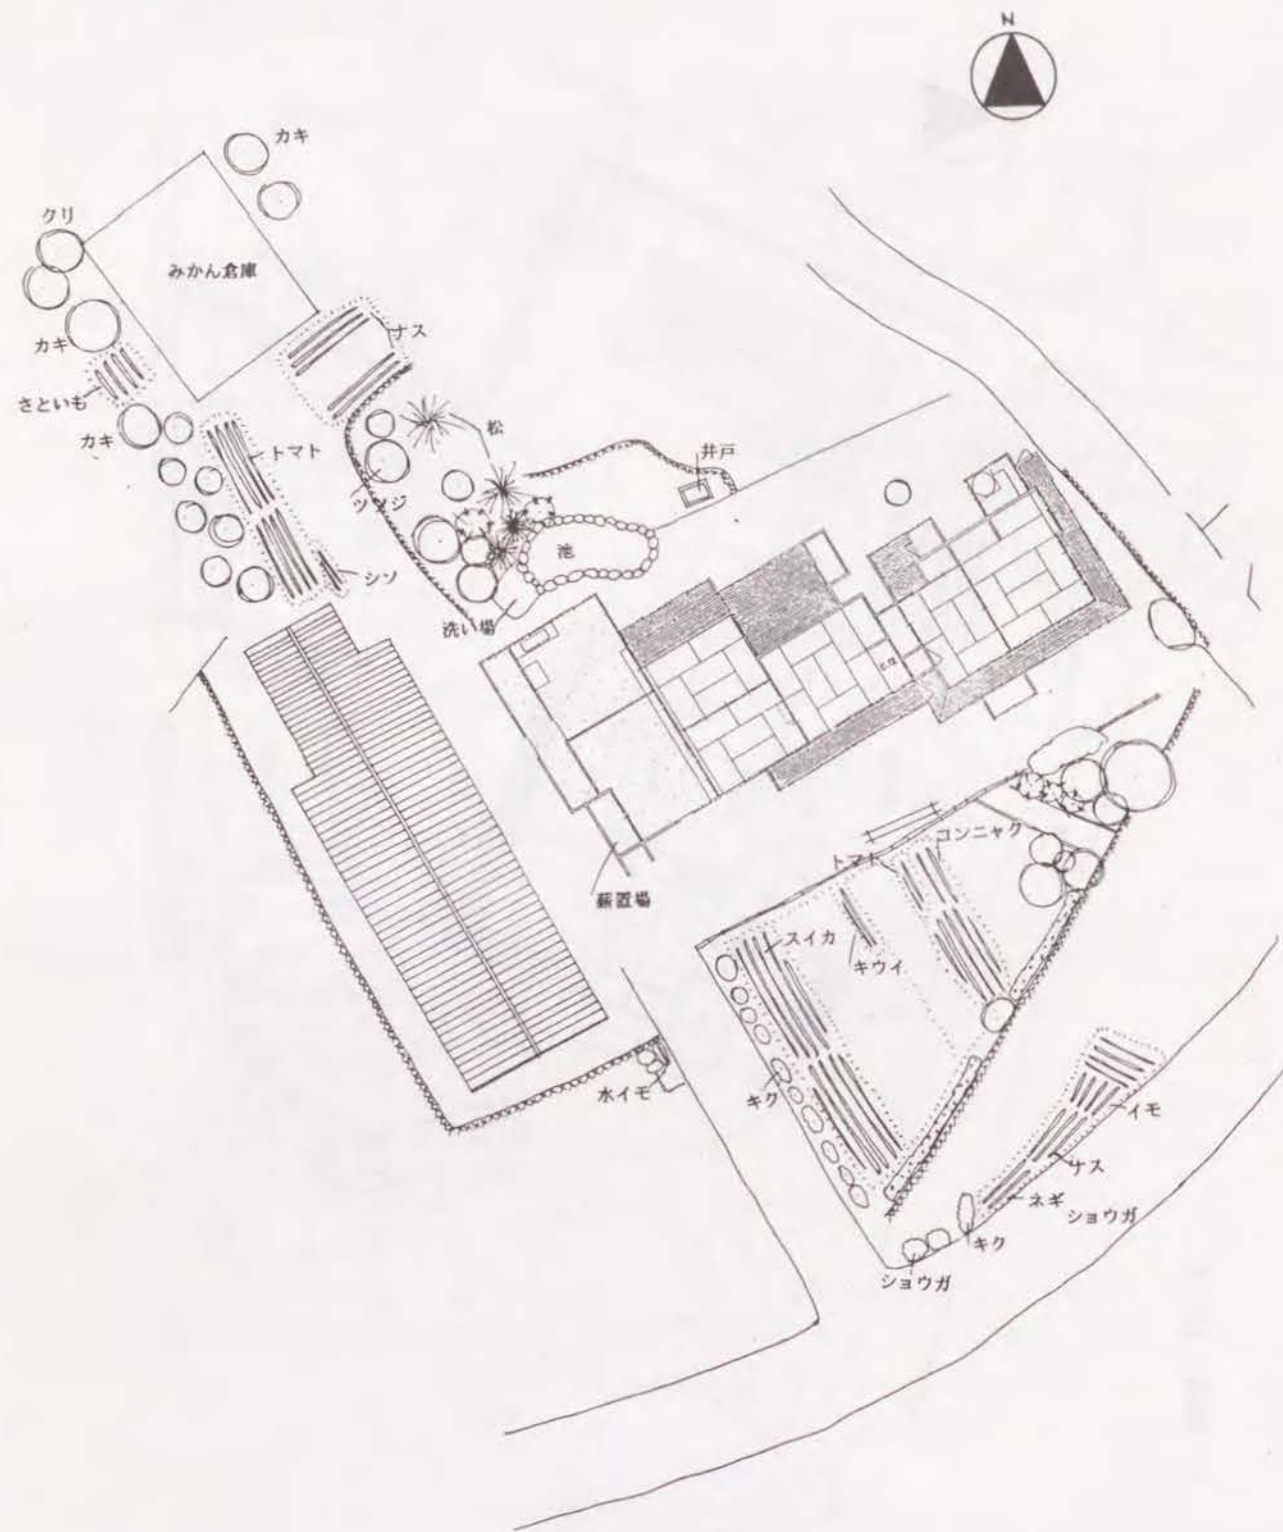 N
カキ
クリ
みかん倉庫
カキ
ナス
さといも
カキ
トマト
松
井戸
ツツジ
池
シソ
洗い場
薪置場
トマト
コンニャク
スイカ
キウイ
水イモ
キク
イモ
ナス
ネギ
ショウガ
キク
ショウガ